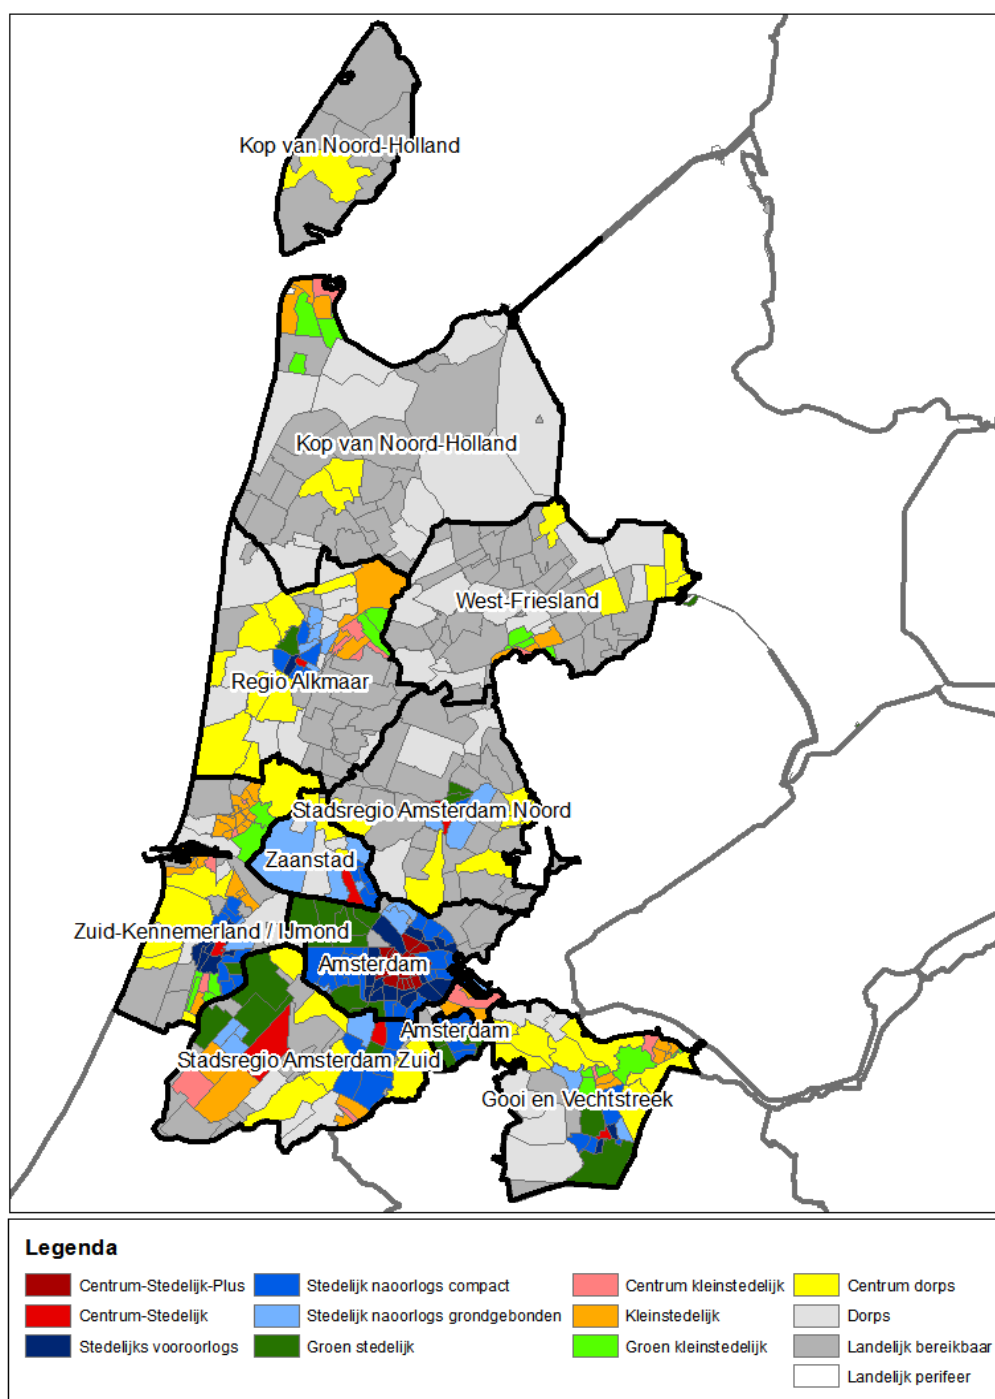 Kop van Noord-Holland
Kop van Noord-Holland
West-Friesland
Regio Alkmaar
Stadsregio Amsterdam Noord
Zaanstad
Zuid-Kennemerland / IJmond
Amsterdam
Amsterdam
Stadsregio Amsterdam Zuid
Gooi en Vechtstreek
Legenda
Centrum-Stedelijk-Plus
Centrum-Stedelijk
Stedelijks vooroorlogs
Stedelijk naoorlogs compact
Stedelijk naoorlogs grondgebonden
Groen stedelijk
Centrum kleinstedelijk
Kleinstedelijk
Groen kleinstedelijk
Centrum dorps
Dorps
Landelijk bereikbaar
Landelijk perifeer